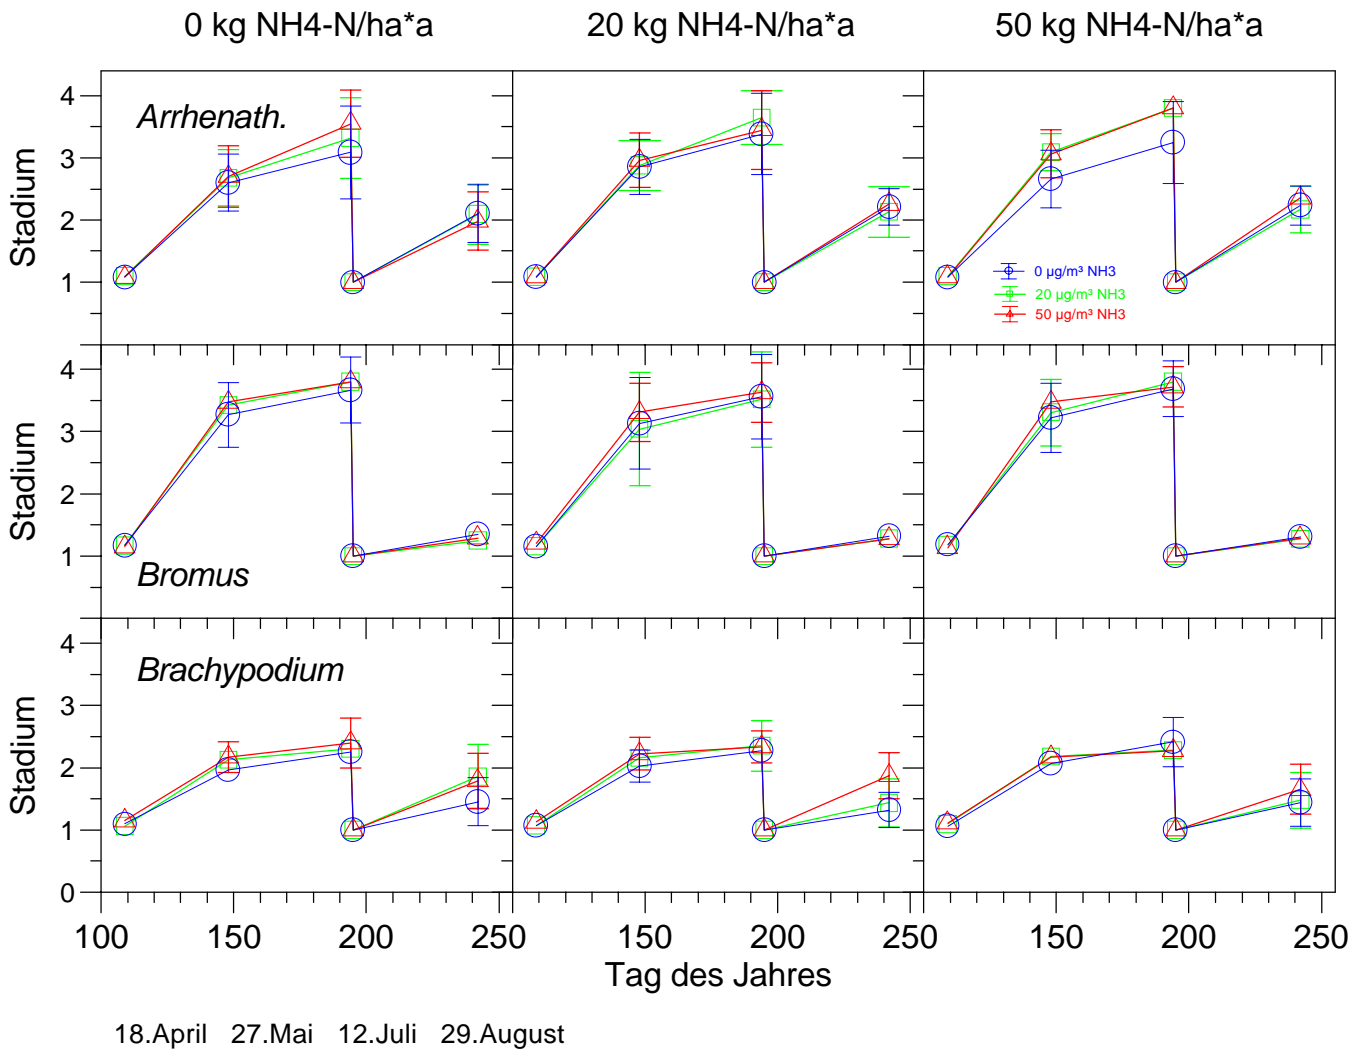 0 kg NH4-N/ha*a 20 kg NH4-N/ha*a 50 kg NH4-N/ha*a
Arrhenath.
Stadium
4
3
2
1
0 µg/m³ NH3
20 µg/m³ NH3
50 µg/m³ NH3
Stadium
4
3
2
1
Bromus
Brachypodium
Stadium
4
3
2
1
0
100 150 200 250 150 200 250 150 200 250
Tag des Jahres
18.April 27.Mai 12.Juli 29.August